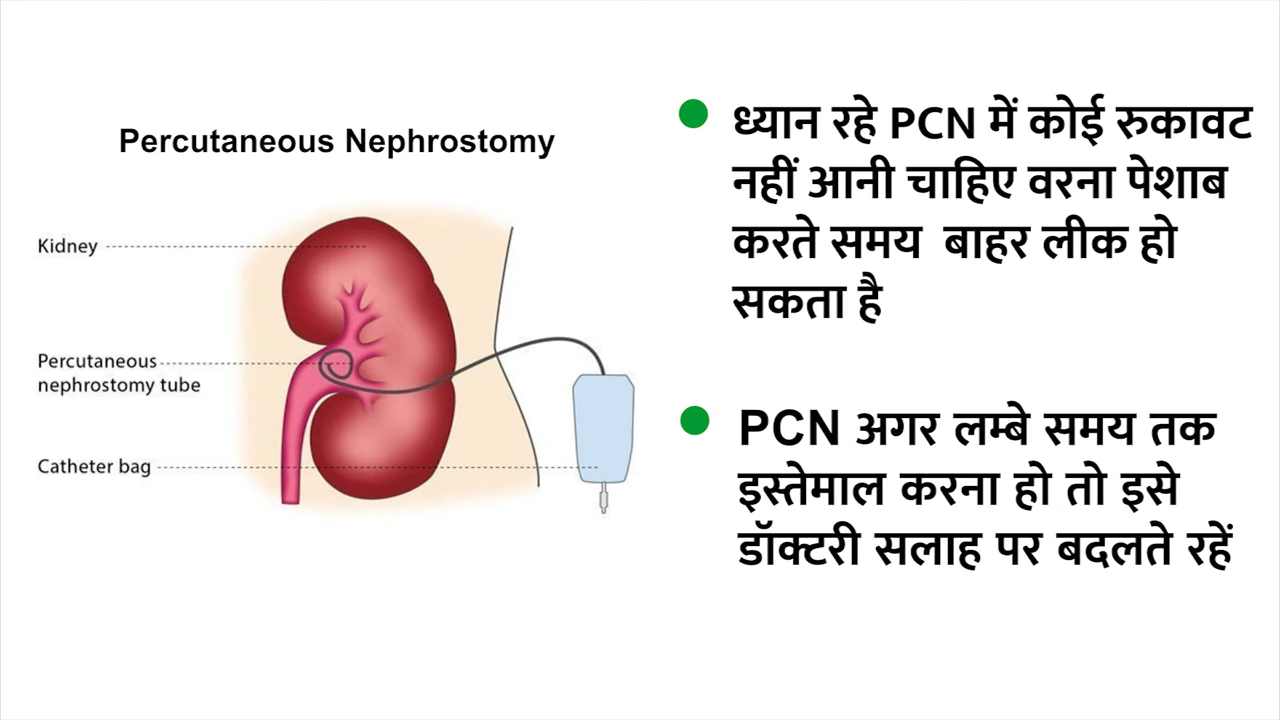 Percutaneous Nephrostomy
Kidney
Percutaneous
nephrostomy tube
Catheter bag
ध्यान रहे PCN में कोई रुकावट
नहीं आनी चाहिए वरना पेशाब
करते समय बाहर लीक हो
सकता है
PCN अगर लम्बे समय तक
इस्तेमाल करना हो तो इसे
डॉक्टरी सलाह पर बदलते रहें